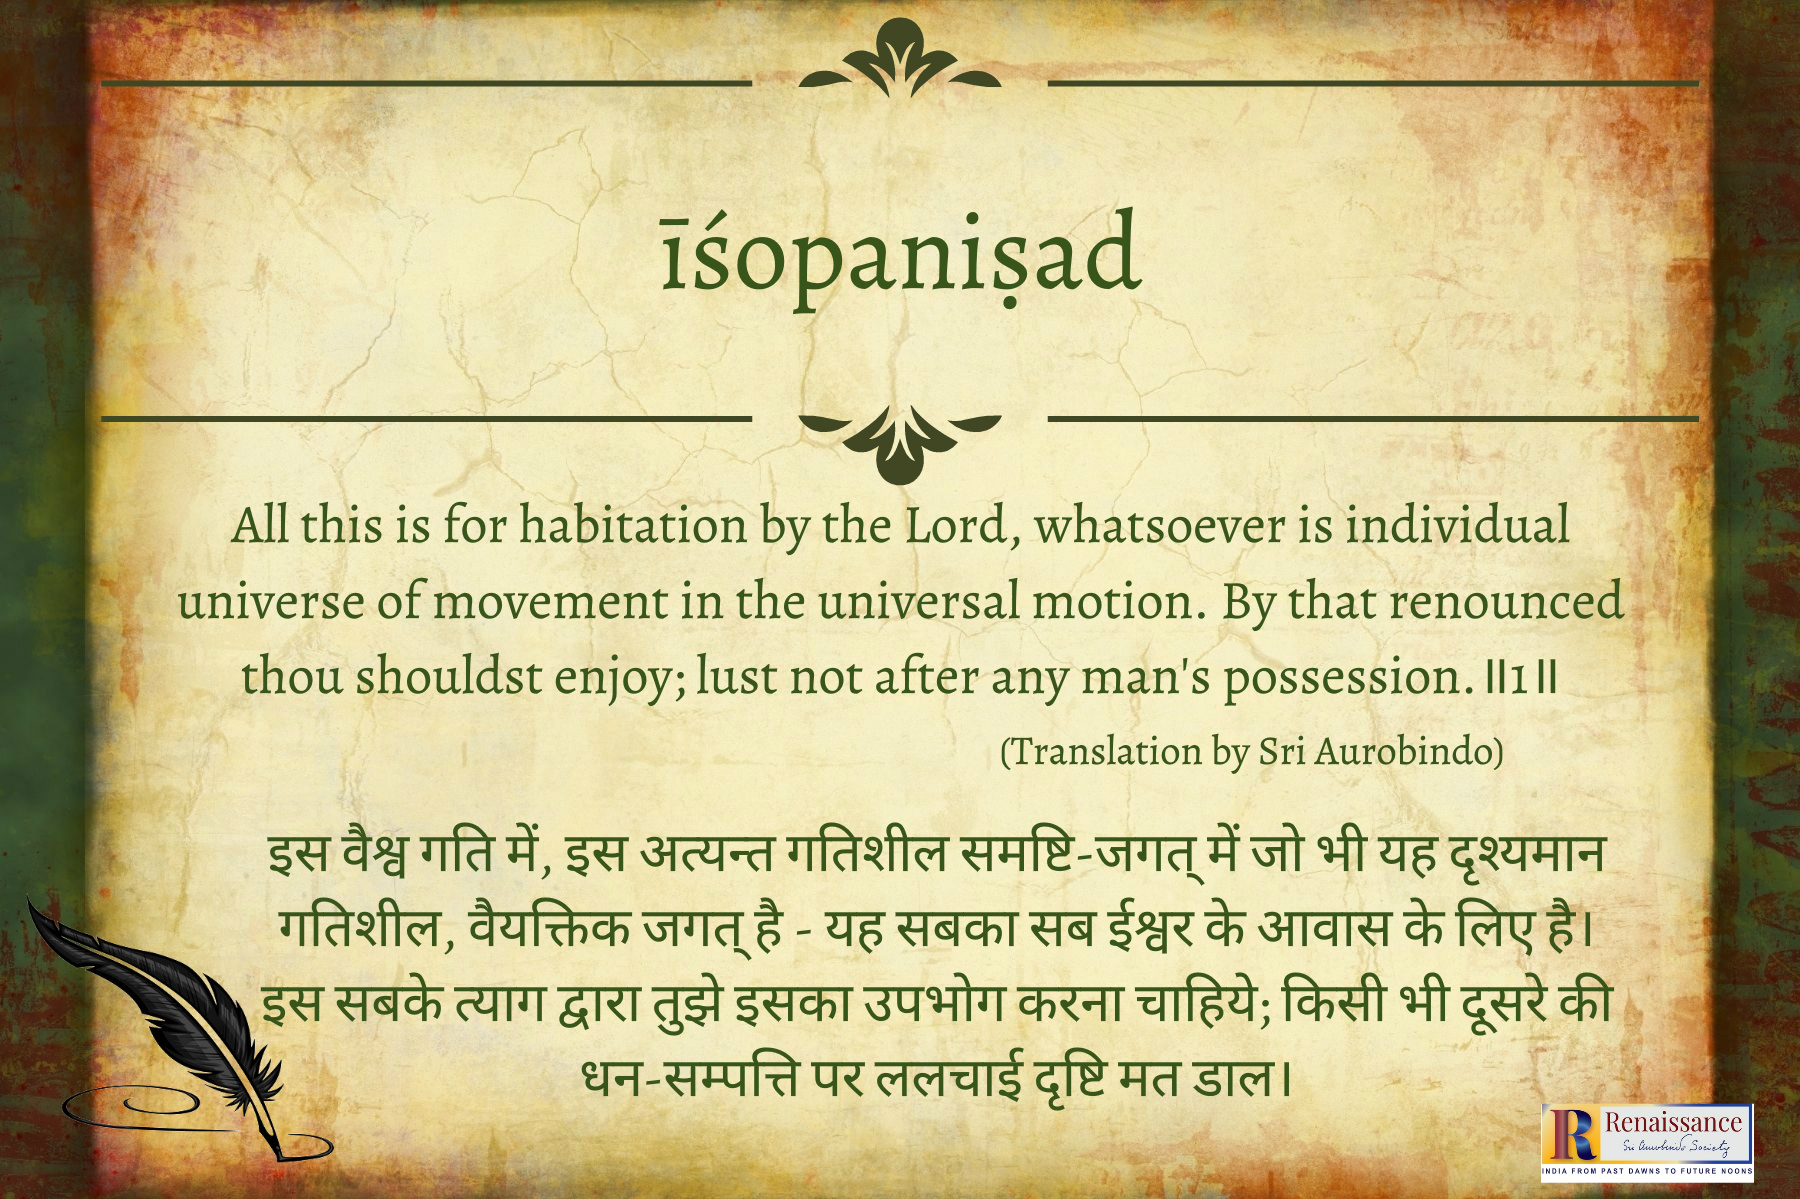 īśopaniṣad
All this is for habitation by the Lord, whatsoever is individual
universe of movement in the universal motion. By that renounced
thou shouldst enjoy; lust not after any man's possession. ॥1॥
(Translation by Sri Aurobindo)
इस वैश्व गति में, इस अत्यन्त गतिशील समष्टि-जगत् में जो भी यह दृश्यमान
गतिशील, वैयक्तिक जगत् है - यह सबका सब ईश्वर के आवास के लिए है।
इस सबके त्याग द्वारा तुझे इसका उपभोग करना चाहिये; किसी भी दूसरे की
धन-सम्पत्ति पर ललचाई दृष्टि मत डाल।
R Renaissance
Sri Aurobindo Society
INDIA FROM PAST DAWNS TO FUTURE NOONS